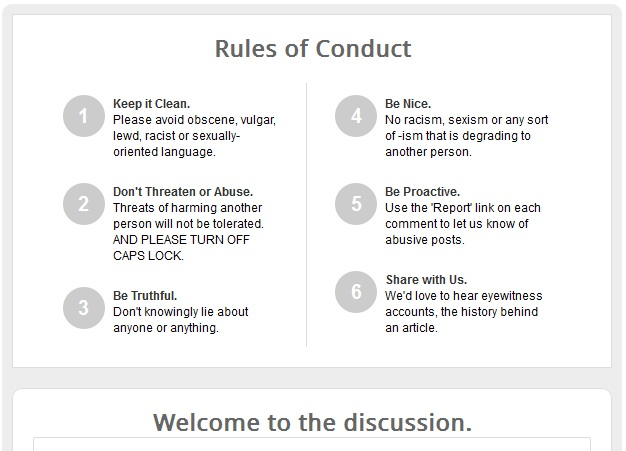 Rules of Conduct
1
Keep it Clean.
Please avoid obscene, vulgar,
lewd, racist or sexually-
oriented language.
2
Don't Threaten or Abuse.
Threats of harming another
person will not be tolerated.
AND PLEASE TURN OFF
CAPS LOCK.
3
Be Truthful.
Don't knowingly lie about
anyone or anything.
4
Be Nice.
No racism, sexism or any sort
of -ism that is degrading to
another person.
5
Be Proactive.
Use the 'Report' link on each
comment to let us know of
abusive posts.
6
Share with Us.
We'd love to hear eyewitness
accounts, the history behind
an article.
Welcome to the discussion.